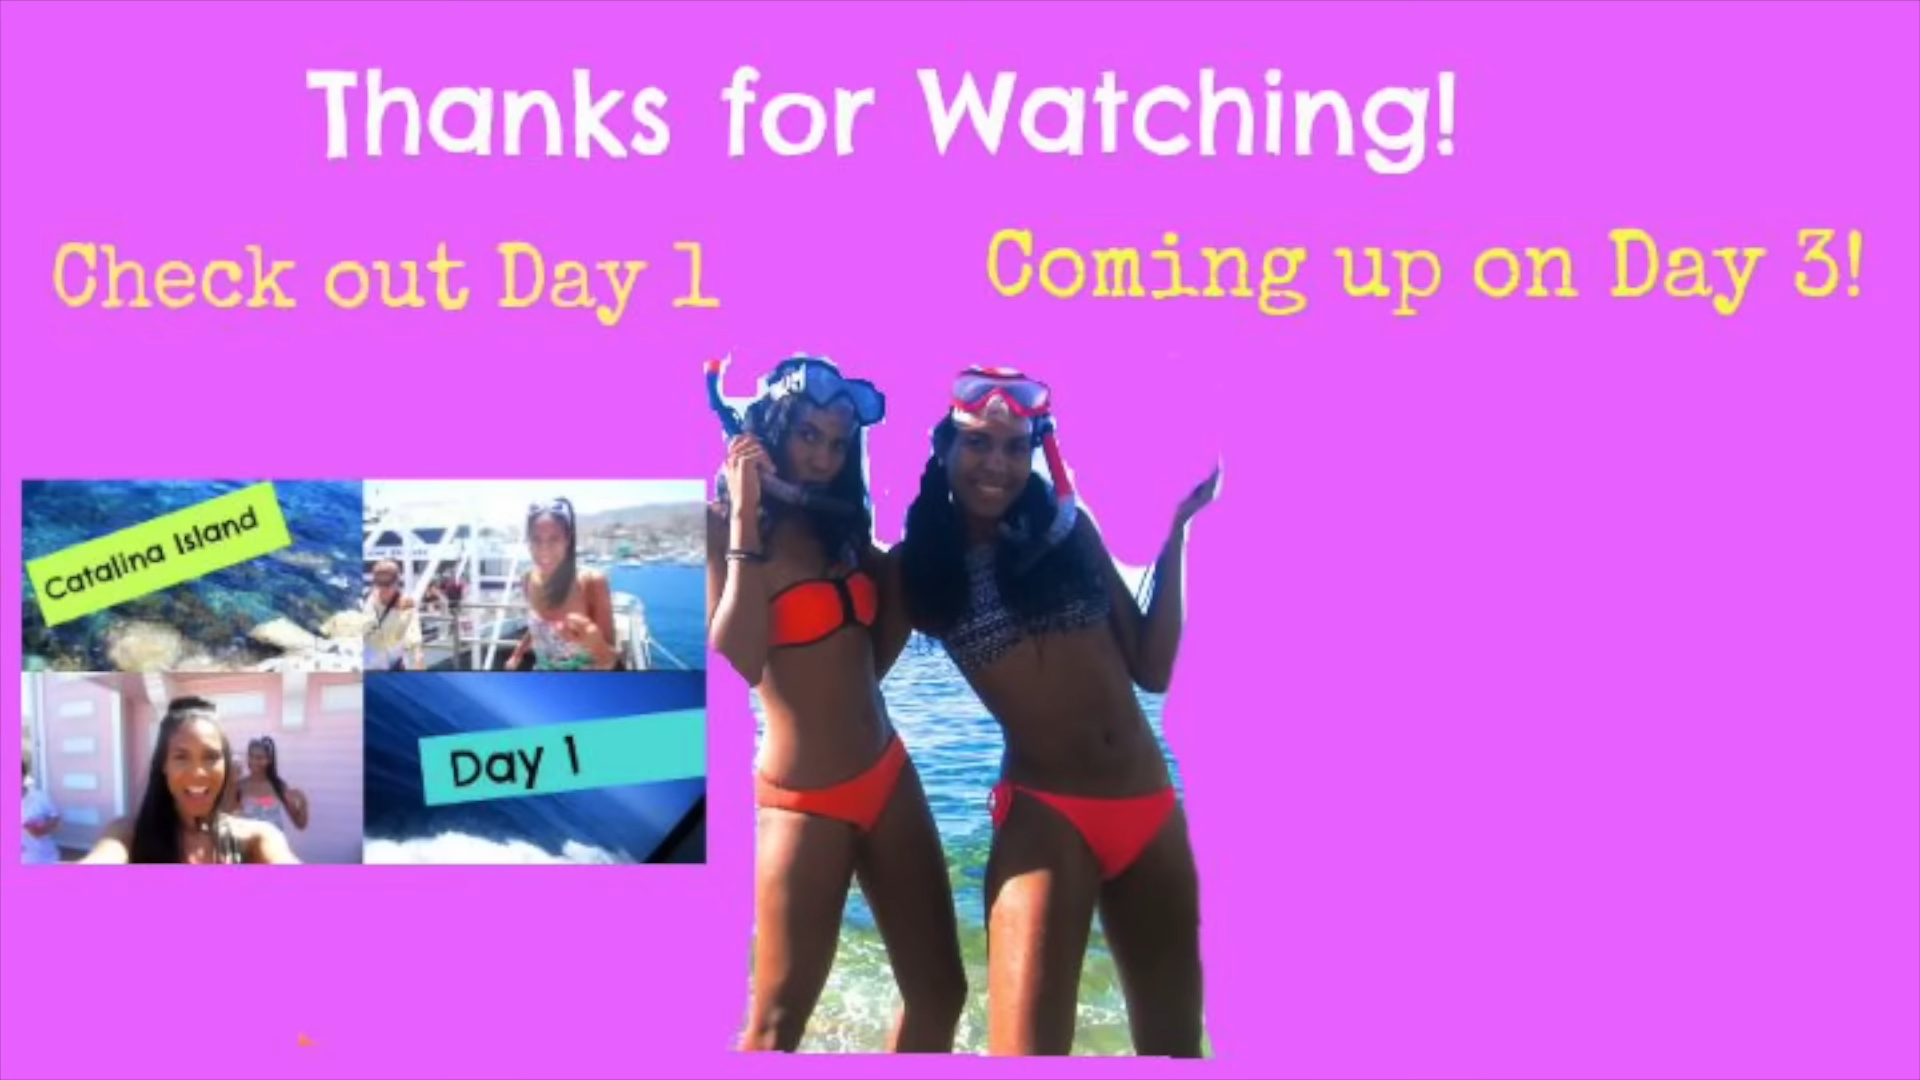 Thanks for Watching!
Check out Day 1
Coming up on Day 3!
Catalina Island
Day 1